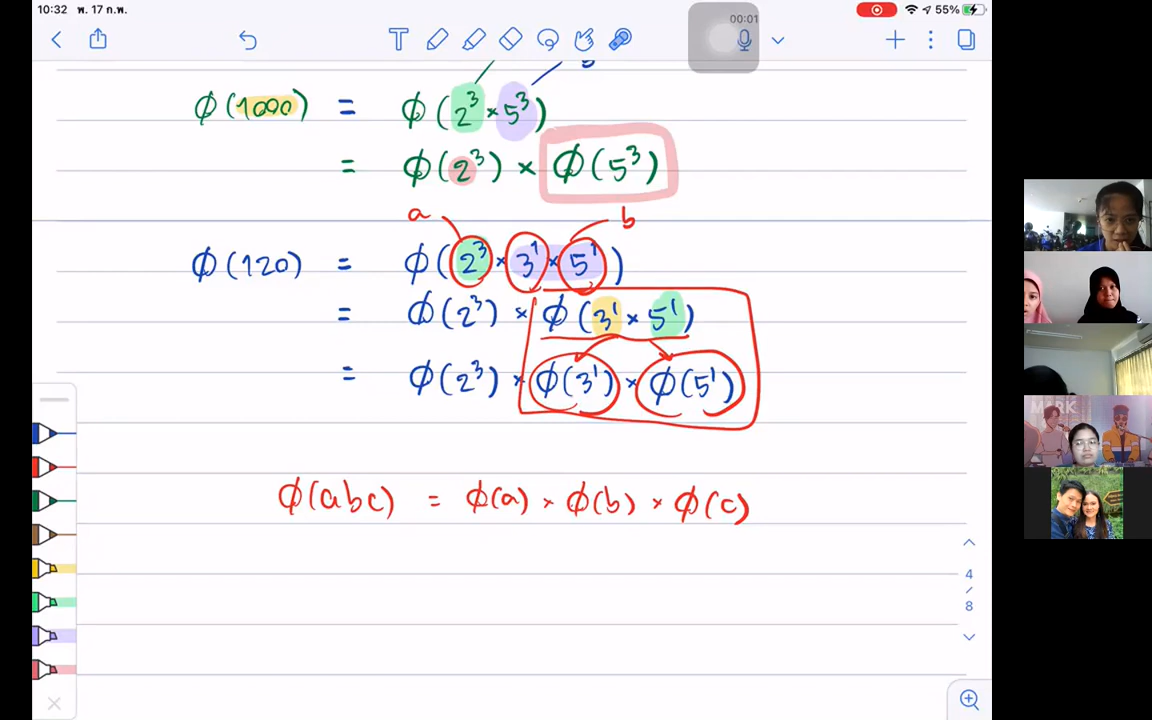 10:32 พ. 17 ก.พ.
55%
00:01
ϕ(1000) = ϕ(2³×5³)
= ϕ(2³) × ϕ(5³)
a b
ϕ(120) = ϕ(2³×3¹×5¹)
= ϕ(2³) × ϕ(3¹×5¹)
= ϕ(2³) × ϕ(3¹) × ϕ(5¹)
ϕ(abc) = ϕ(a) × ϕ(b) × ϕ(c)
4
/
8
MARK